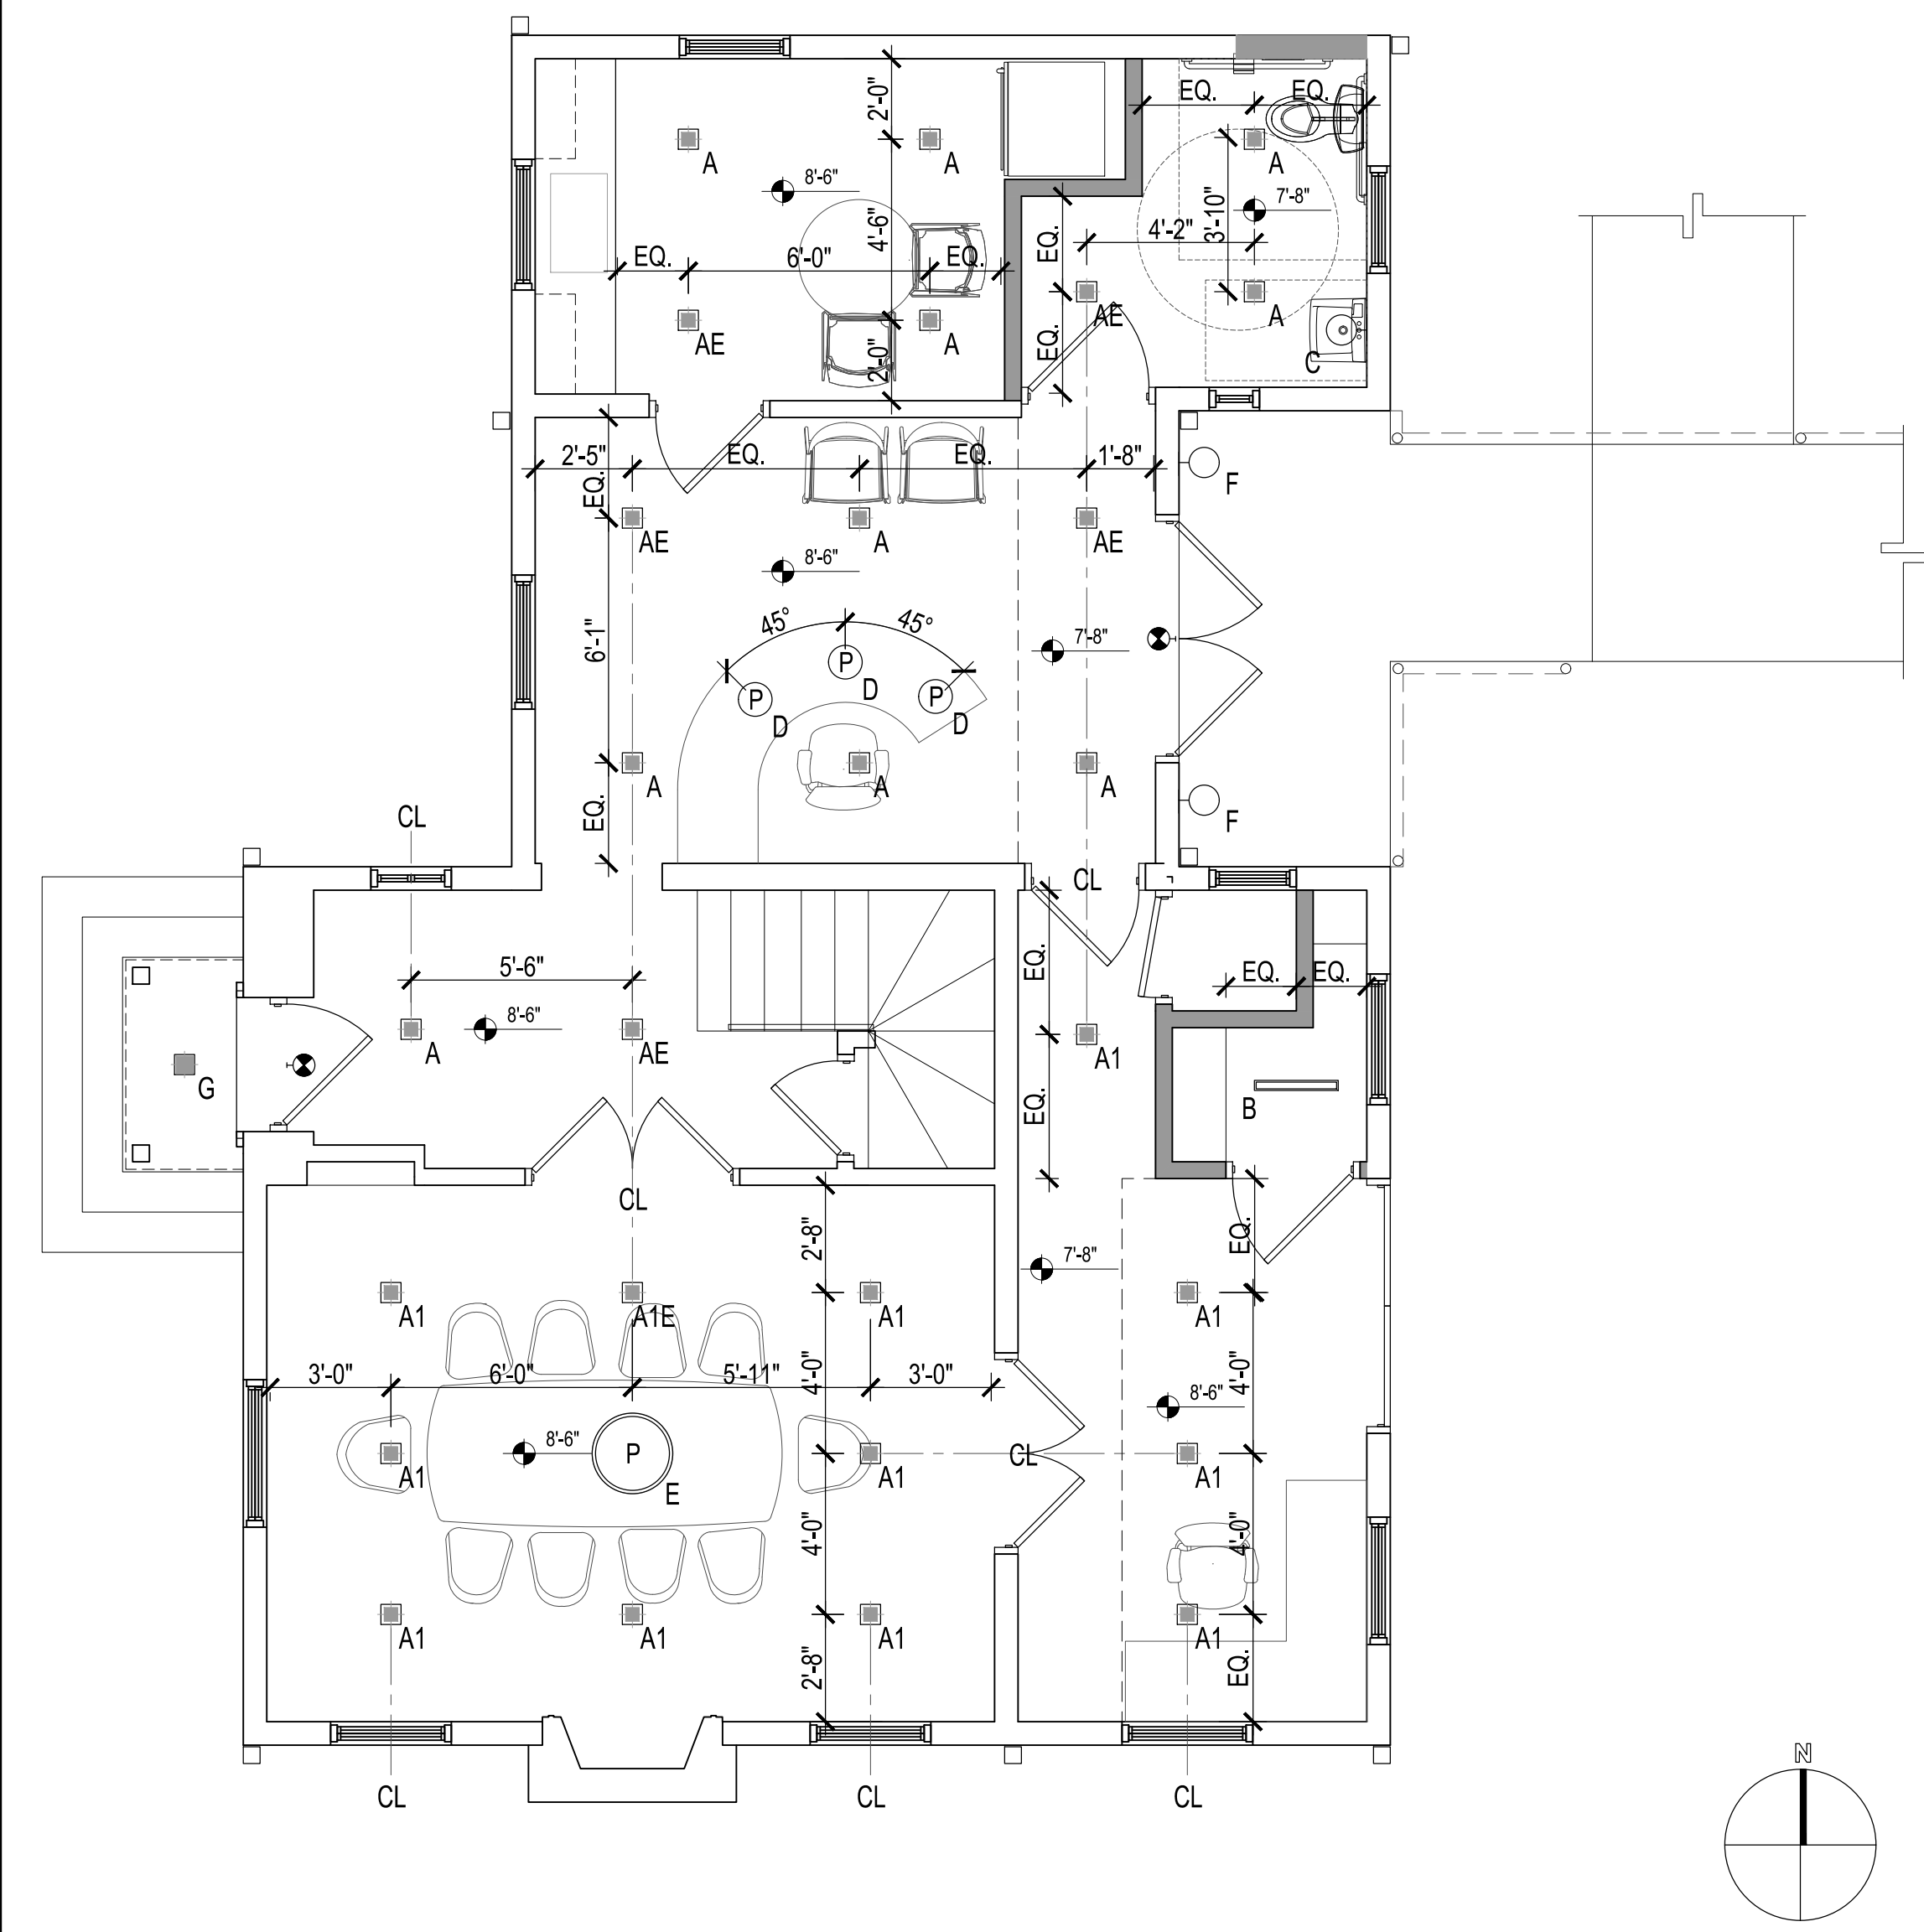 2'-0"
EQ.
EQ.
A
A
A
8'-6"
7'-8"
4'-6"
3'-10"
4'-2"
EQ.
EQ.
6'-0"
EQ.
A
AE
AE
A
EQ.
2'-0"
C
2'-5"
EQ.
EQ.
1'-8"
EQ.
F
AE
A
AE
8'-6"
45°
45°
6'-1"
7'-8"
P
P
P
D
D
D
A
A
A
EQ.
CL
F
CL
5'-6"
EQ.
EQ.
EQ.
8'-6"
A
AE
A1
G
EQ.
B
CL
2'-8"
EQ.
7'-8"
A1
A1E
A1
A1
3'-0"
6'-0"
5'-11"
4'-0"
3'-0"
4'-0"
8'-6"
8'-6"
P
CL
A1
E
A1
A1
4'-0"
4'-0"
A1
A1
A1
A1
2'-8"
EQ.
N
CL
CL
CL